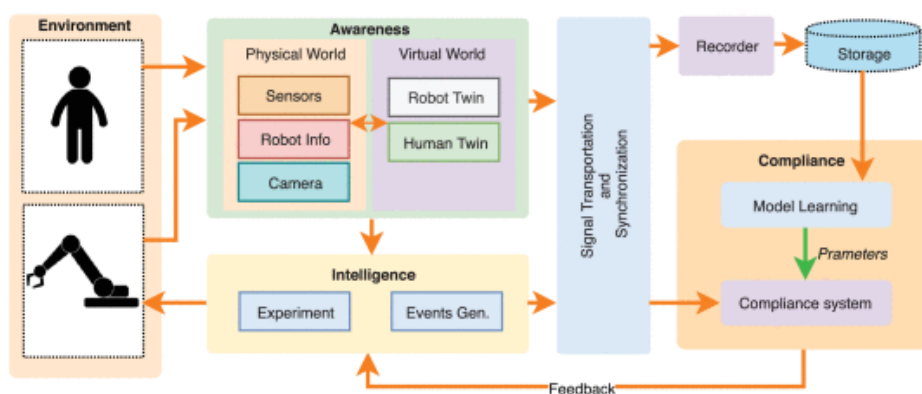 Environment
Awareness
Physical World
Virtual World
Sensors
Robot Info
Camera
Robot Twin
Human Twin
Intelligence
Experiment
Events Gen.
Signal Transportation
and
Synchronization
Recorder
Storage
Compliance
Model Learning
Prameters
Compliance system
Feedback